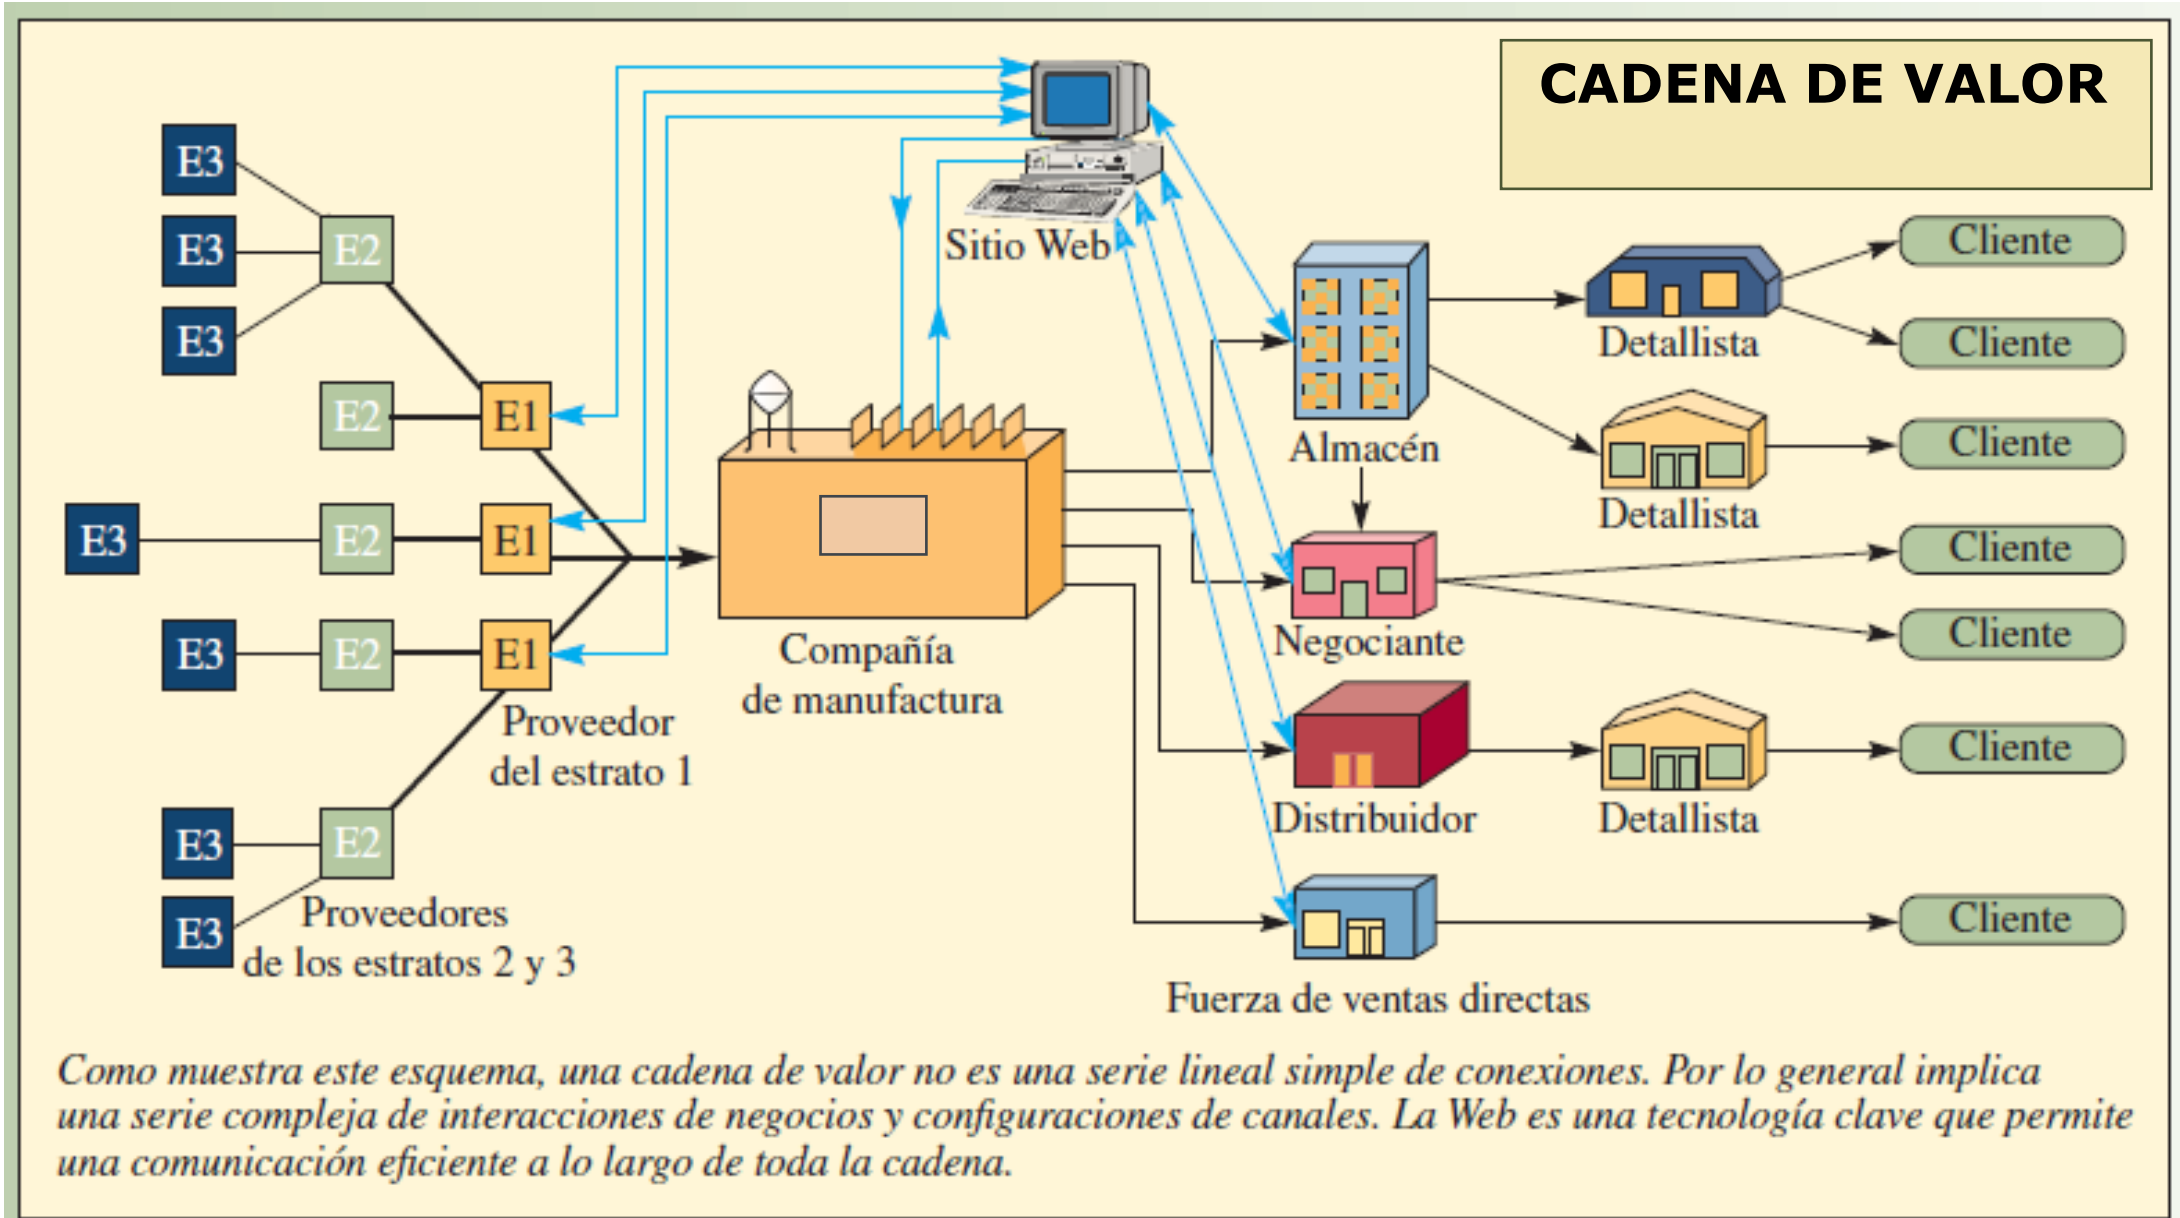 CADENA DE VALOR
E3
E3
E3
E2
E2
E1
E3
E2
E1
E3
E2
E1
Proveedor
del estrato 1
E3
E2
E3
Proveedores
de los estratos 2 y 3
Sitio Web
Compañía
de manufactura
Almacén
Negociante
Distribuidor
Fuerza de ventas directas
Detallista
Detallista
Detallista
Cliente
Cliente
Cliente
Cliente
Cliente
Cliente
Cliente
Como muestra este esquema, una cadena de valor no es una serie lineal simple de conexiones. Por lo general implica
una serie compleja de interacciones de negocios y configuraciones de canales. La Web es una tecnología clave que permite
una comunicación eficiente a lo largo de toda la cadena.